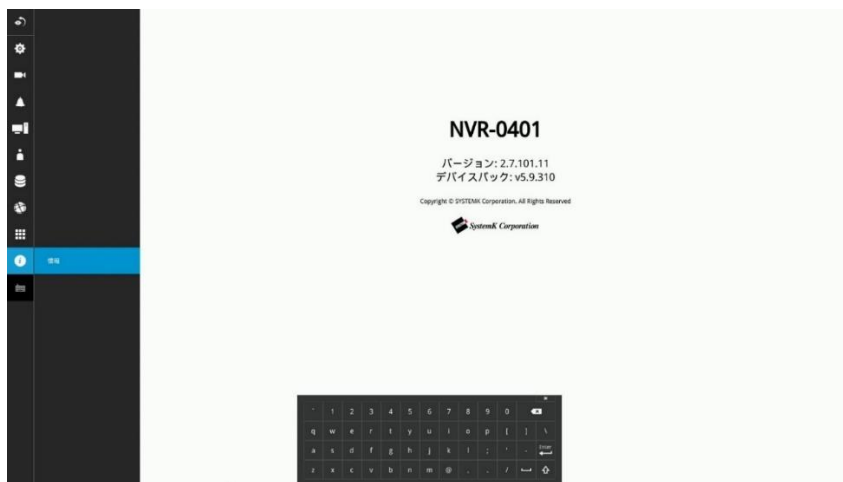 情報
NVR-0401
バージョン: 2.7.101.11
デバイスパック: v5.9.310
Copyright © SYSTEMK Corporation. All Rights Reserved
SystemK Corporation
1 2 3 4 5 6 7 8 9 0
q w e r t y u i o p [ ] \
a s d f g h j k l ; ' - Enter
z x c v b n m @ , . /